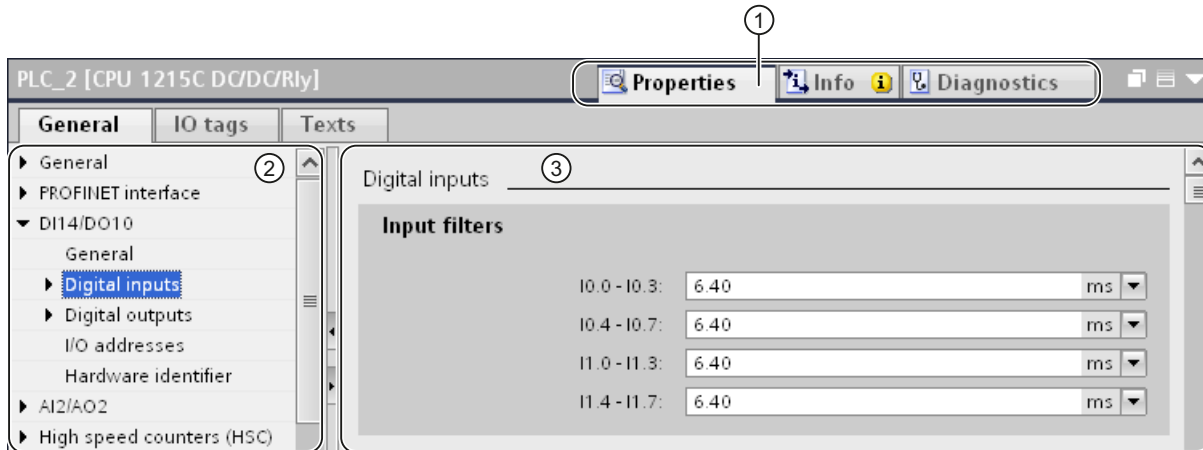 ①
PLC_2 [CPU 1215C DC/DC/Rly]
Properties
Info
Diagnostics
General
IO tags
Texts
②
General
PROFINET interface
DI14/DO10
General
Digital inputs
Digital outputs
I/O addresses
Hardware identifier
AI2/AO2
High speed counters (HSC)
Digital inputs ③
Input filters
I0.0 - I0.3: 6.40 ms
I0.4 - I0.7: 6.40 ms
I1.0 - I1.3: 6.40 ms
I1.4 - I1.7: 6.40 ms